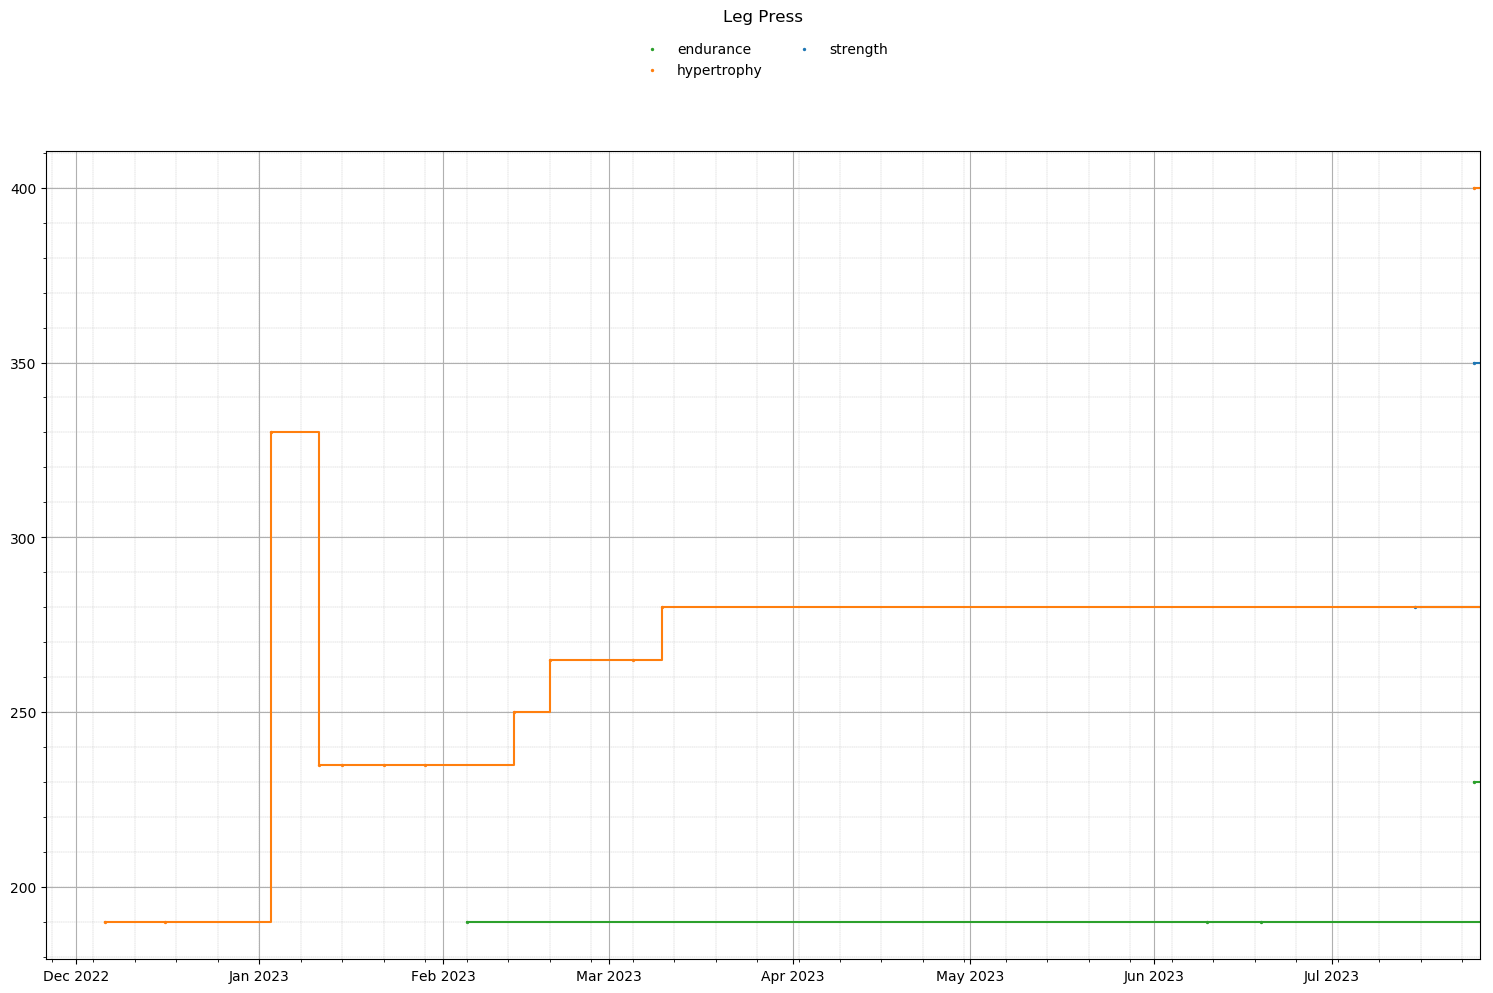 Leg Press
endurance
strength
hypertrophy
400
350
300
250
200
Dec 2022
Jan 2023
Feb 2023
Mar 2023
Apr 2023
May 2023
Jun 2023
Jul 2023